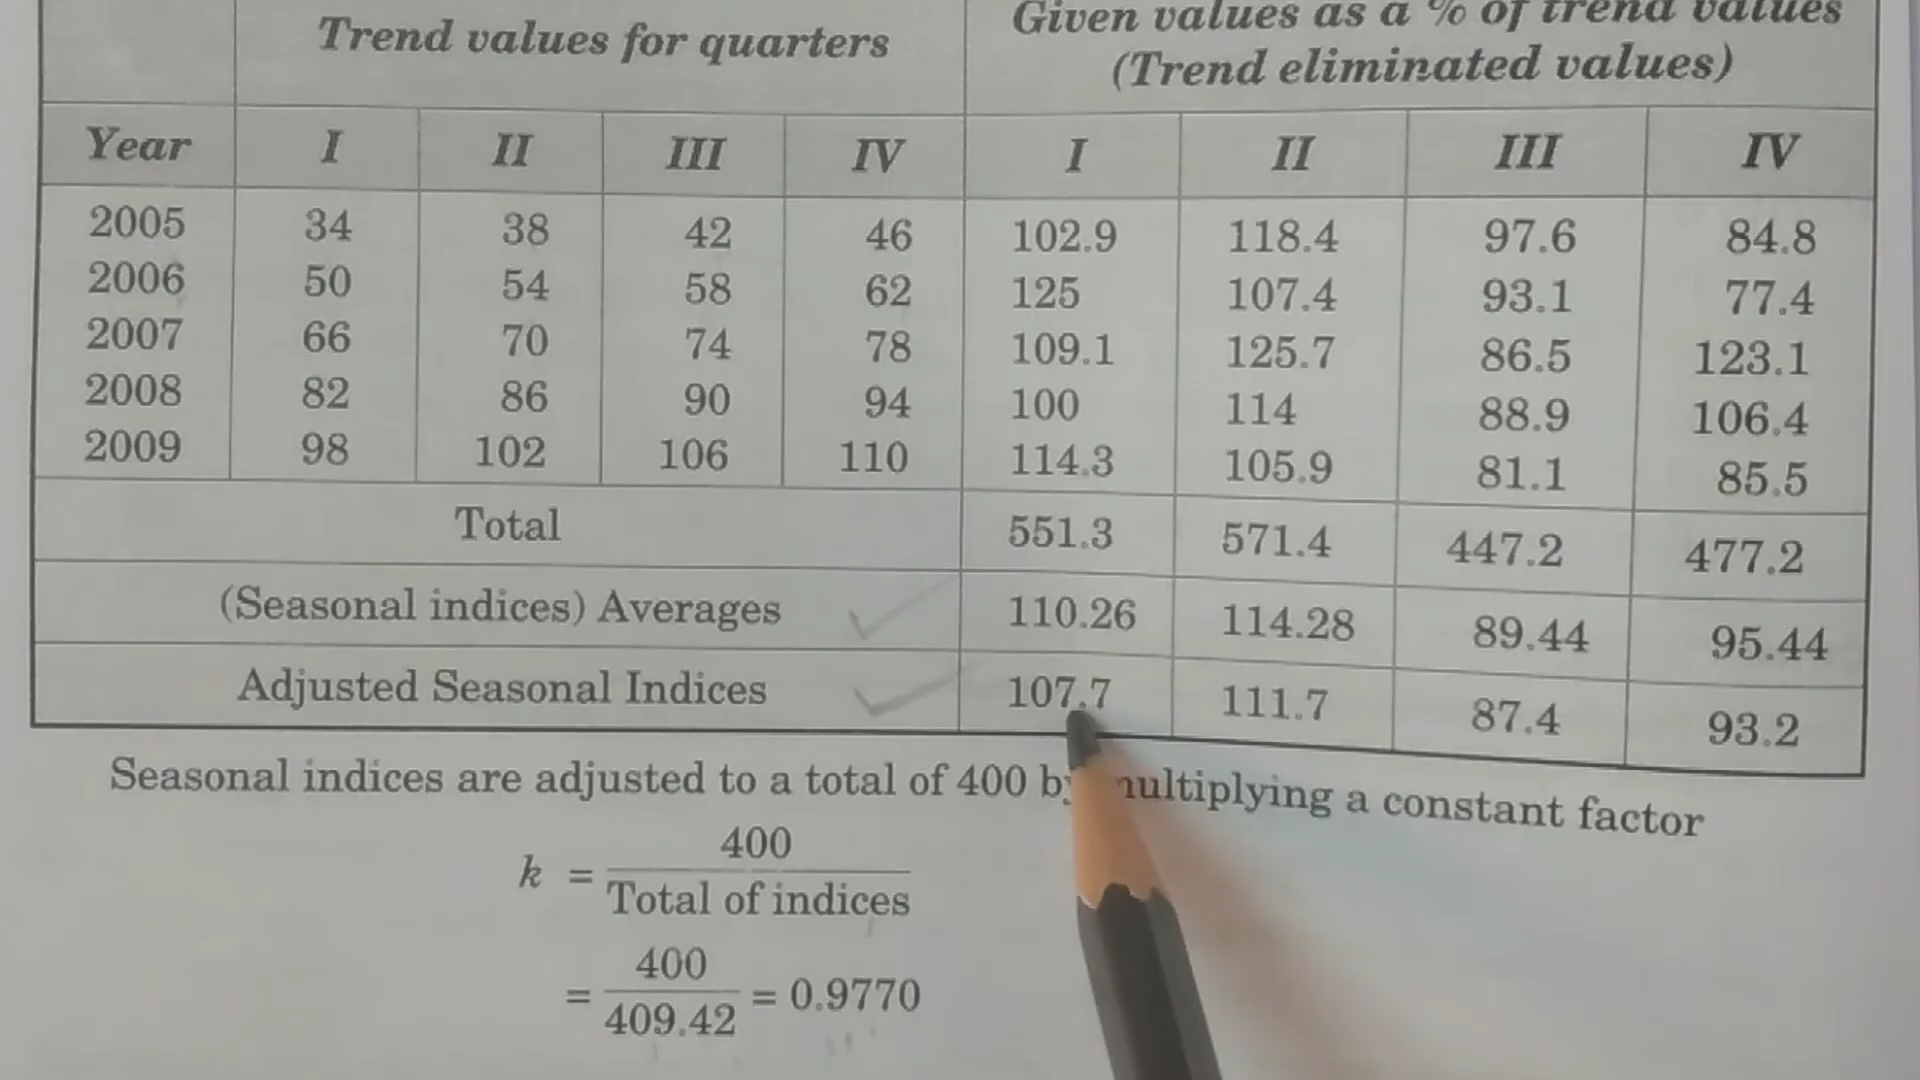 Trend values for quarters
Given values as a % of trend values
(Trend eliminated values)
Year I II III IV I II III IV
2005 34 38 42 46 102.9 118.4 97.6 84.8
2006 50 54 58 62 125 107.4 93.1 77.4
2007 66 70 74 78 109.1 125.7 86.5 123.1
2008 82 86 90 94 100 114 88.9 106.4
2009 98 102 106 110 114.3 105.9 81.1 85.5
Total 551.3 571.4 447.2 477.2
(Seasonal indices) Averages 110.26 114.28 89.44 95.44
Adjusted Seasonal Indices 107.7 111.7 87.4 93.2
Seasonal indices are adjusted to a total of 400 a constant factor
k = 400
Total of indices
= 400
409.42 = 0.9770